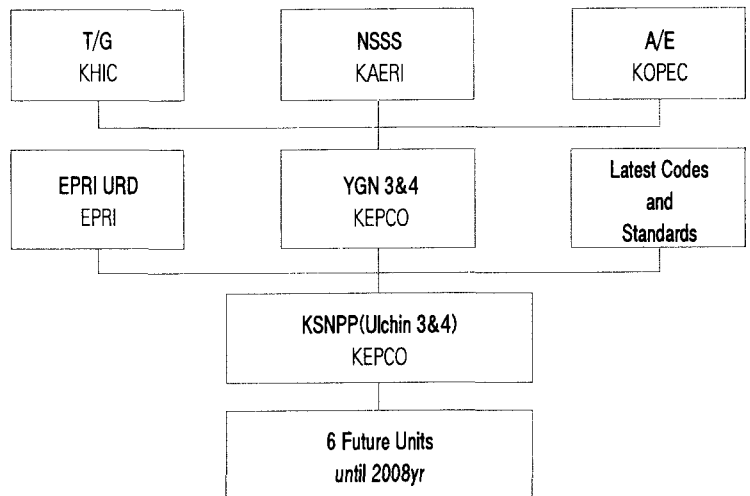 T/G
KHIC
NSSS
KAERI
A/E
KOPEC
EPRI URD
EPRI
YGN 3&4
KEPCO
Latest Codes
and
Standards
KSNPP(Ulchin 3&4)
KEPCO
6 Future Units
until 2008yr